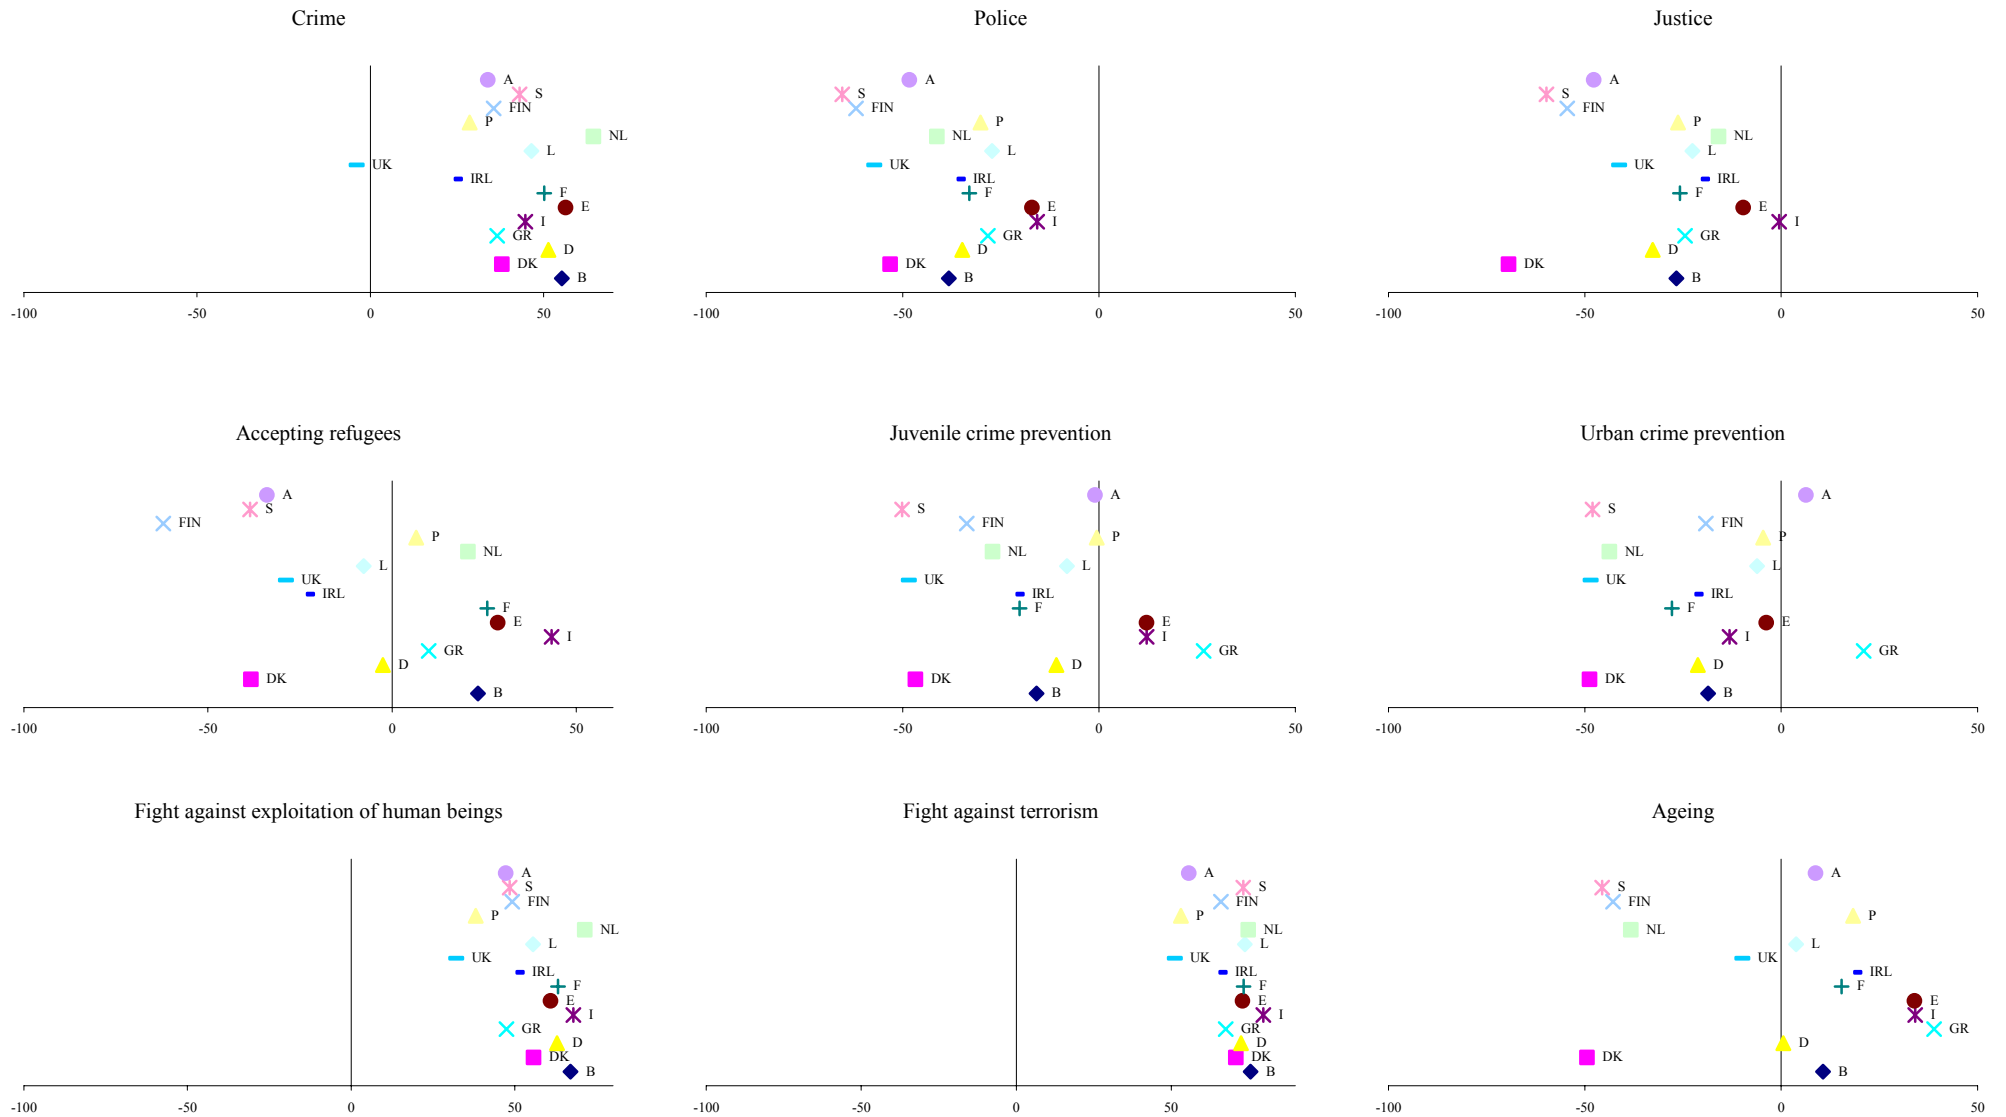 Crime
Police
Justice
A
S
FIN
P
NL
L
UK
IRL
F
E
I
GR
D
DK
B
-100 -50 0 50
A
S
FIN
P
NL
L
UK
IRL
F
E
I
GR
D
DK
B
-100 -50 0 50
A
S
FIN
P
NL
L
UK
IRL
F
E
I
GR
D
DK
B
-100 -50 0 50
Accepting refugees
Juvenile crime prevention
Urban crime prevention
A
S
FIN
P
NL
L
UK
IRL
F
E
I
GR
D
DK
B
-100 -50 0 50
A
S
FIN
P
NL
L
UK
IRL
F
E
I
GR
D
DK
B
-100 -50 0 50
A
S
FIN
P
NL
L
UK
IRL
F
E
I
GR
D
DK
B
-100 -50 0 50
Fight against exploitation of human beings
Fight against terrorism
Ageing
A
S
FIN
P
NL
L
UK
IRL
F
E
I
GR
D
DK
B
-100 -50 0 50
A
S
FIN
P
NL
L
UK
IRL
F
E
I
GR
D
DK
B
-100 -50 0 50
A
S
FIN
P
NL
L
UK
IRL
F
E
I
GR
D
DK
B
-100 -50 0 50